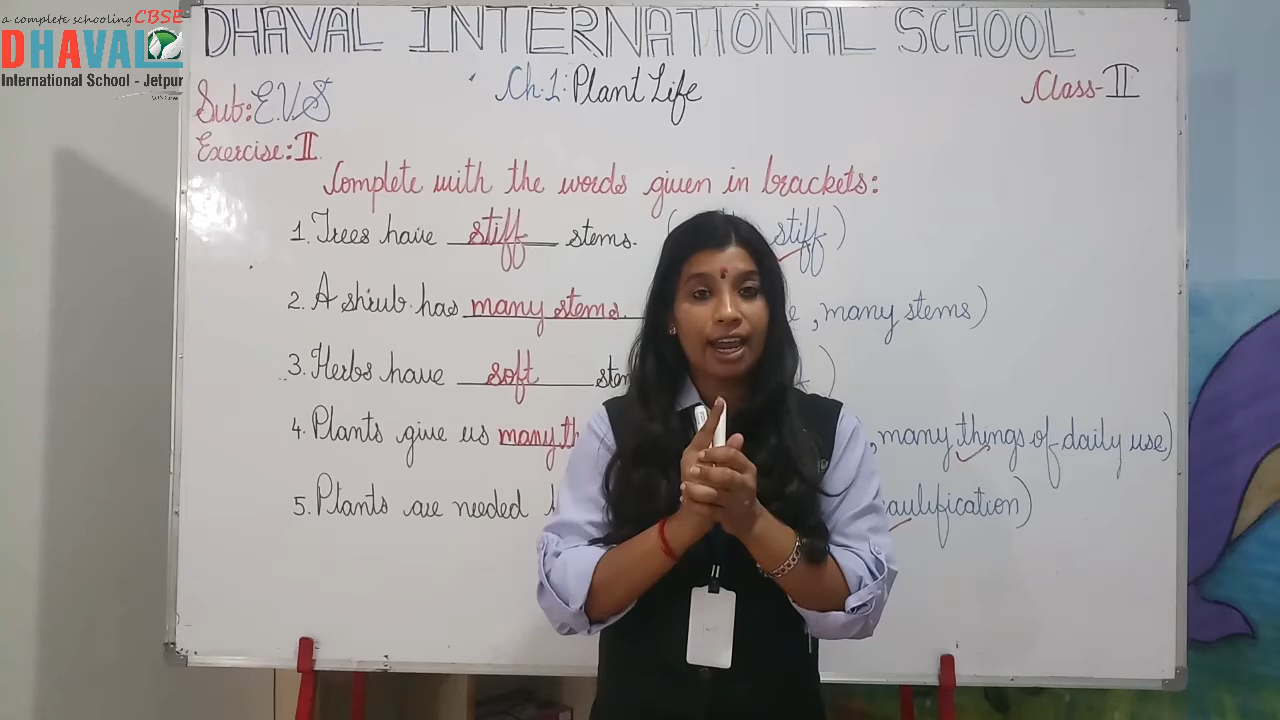 a complete schooling CBSE
DHAVAL
International School - Jetpur
DHAVAL INTERNATIONAL SCHOOL
Ch.1: Plant Life
Class-II
Sub: E.V.S
Exercise: II.
Complete with the words given in brackets:
1. Trees have stiff stems. ( stiff)
2. A shrub has many stems. , many stems)
3. Herbs have soft )
4. Plants give us many , many things of daily use)
5. Plants are needed )